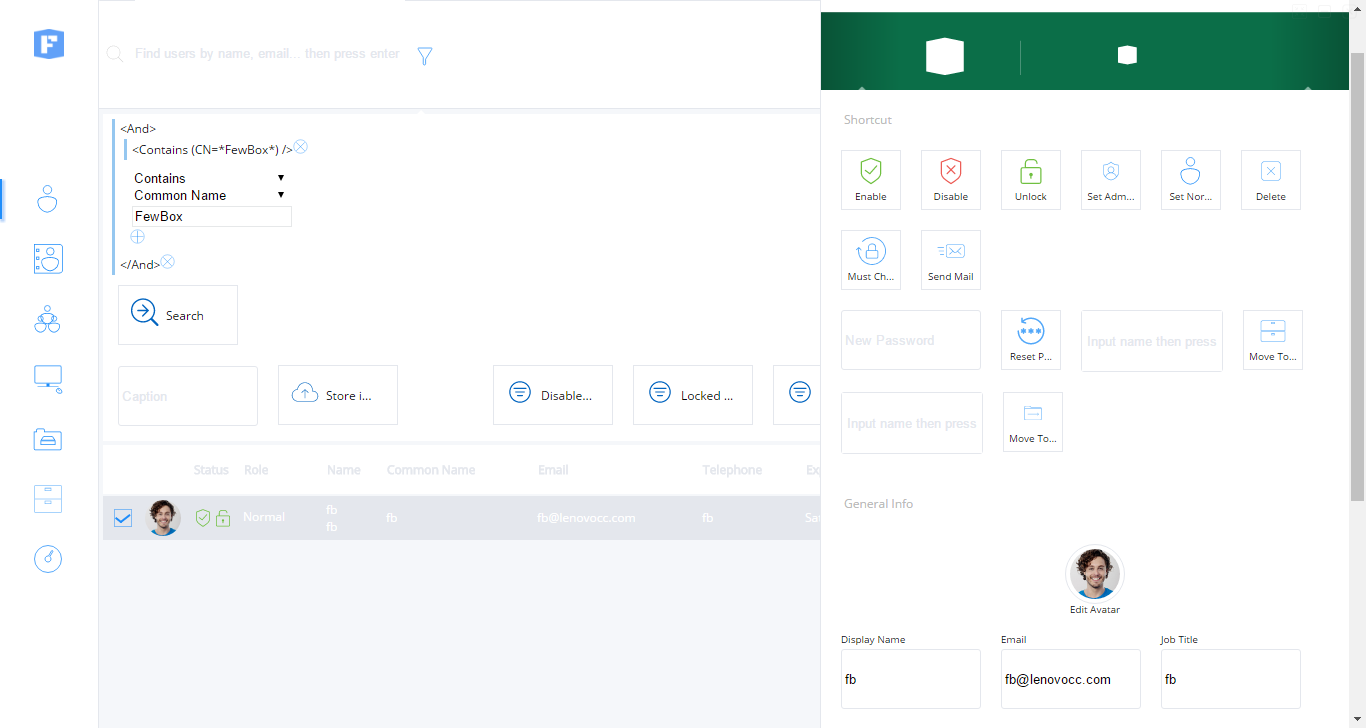 F
Find users by name, email... then press enter
<And>
<Contains (CN=*FewBox*) />
Contains
Common Name
FewBox
</And>
Search
Caption
Store i...
Disable...
Locked ...
Status Role Name Common Name Email Telephone Ex
Normal fb fb fb@lenovocc.com fb Sa
fb
Shortcut
Enable Disable Unlock Set Adm... Set Nor... Delete
Must Ch... Send Mail
New Password Reset P... Input name then press Move To...
Input name then press Move To...
General Info
Edit Avatar
Display Name Email Job Title
fb fb@lenovocc.com fb